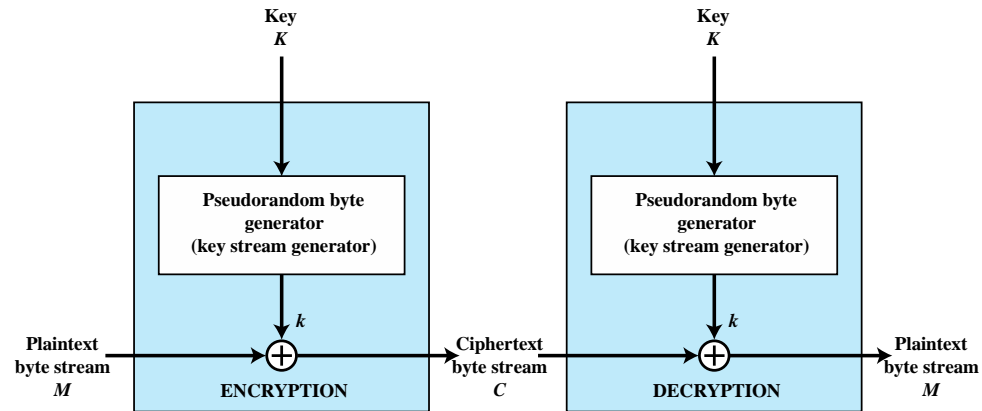 Key
K
Pseudorandom byte
generator
(key stream generator)
k
Plaintext
byte stream
M
ENCRYPTION
Ciphertext
byte stream
C
Key
K
Pseudorandom byte
generator
(key stream generator)
k
DECRYPTION
Plaintext
byte stream
M